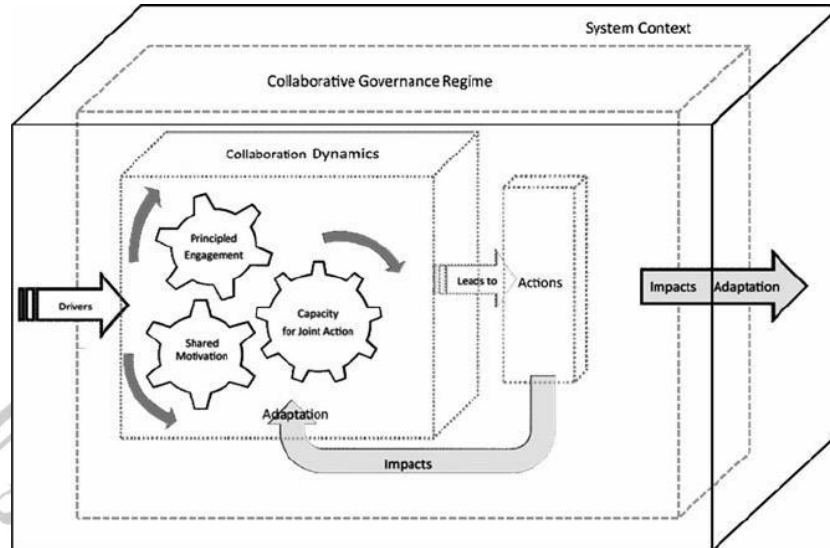 System Context
Collaborative Governance Regime
Collaboration Dynamics
Principled
Engagement
Drivers
Shared
Motivation
Capacity
for Joint Action
Leads to
Actions
Impacts
Adaptation
Adaptation
Impacts